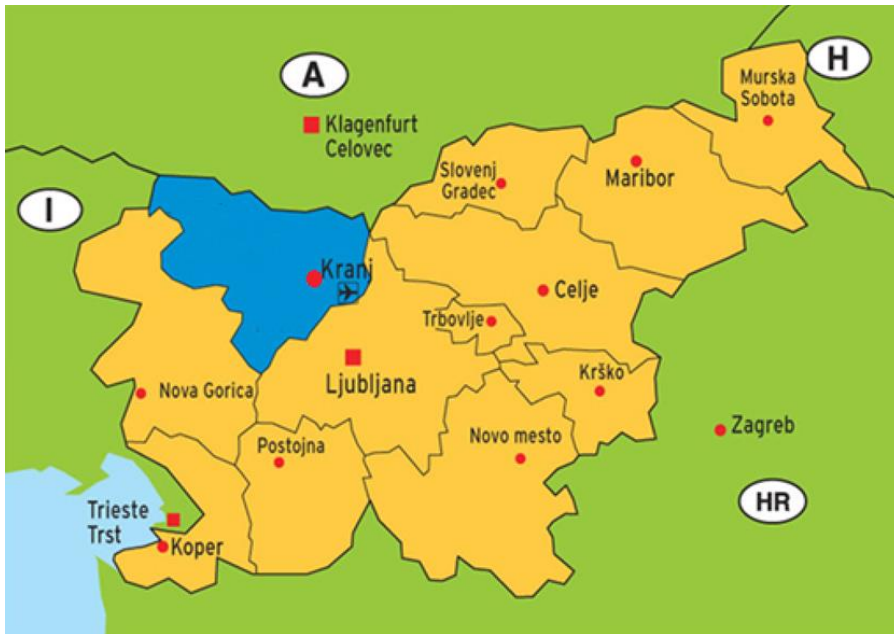 A
H
Murska
Sobota
Klagenfurt
Celovec
Slovenj
Gradec
Maribor
I
Kranj
Celje
Trbovlje
Ljubljana
Krško
Nova Gorica
Postojna
Novo mesto
Zagreb
HR
Trieste
Trst
Koper